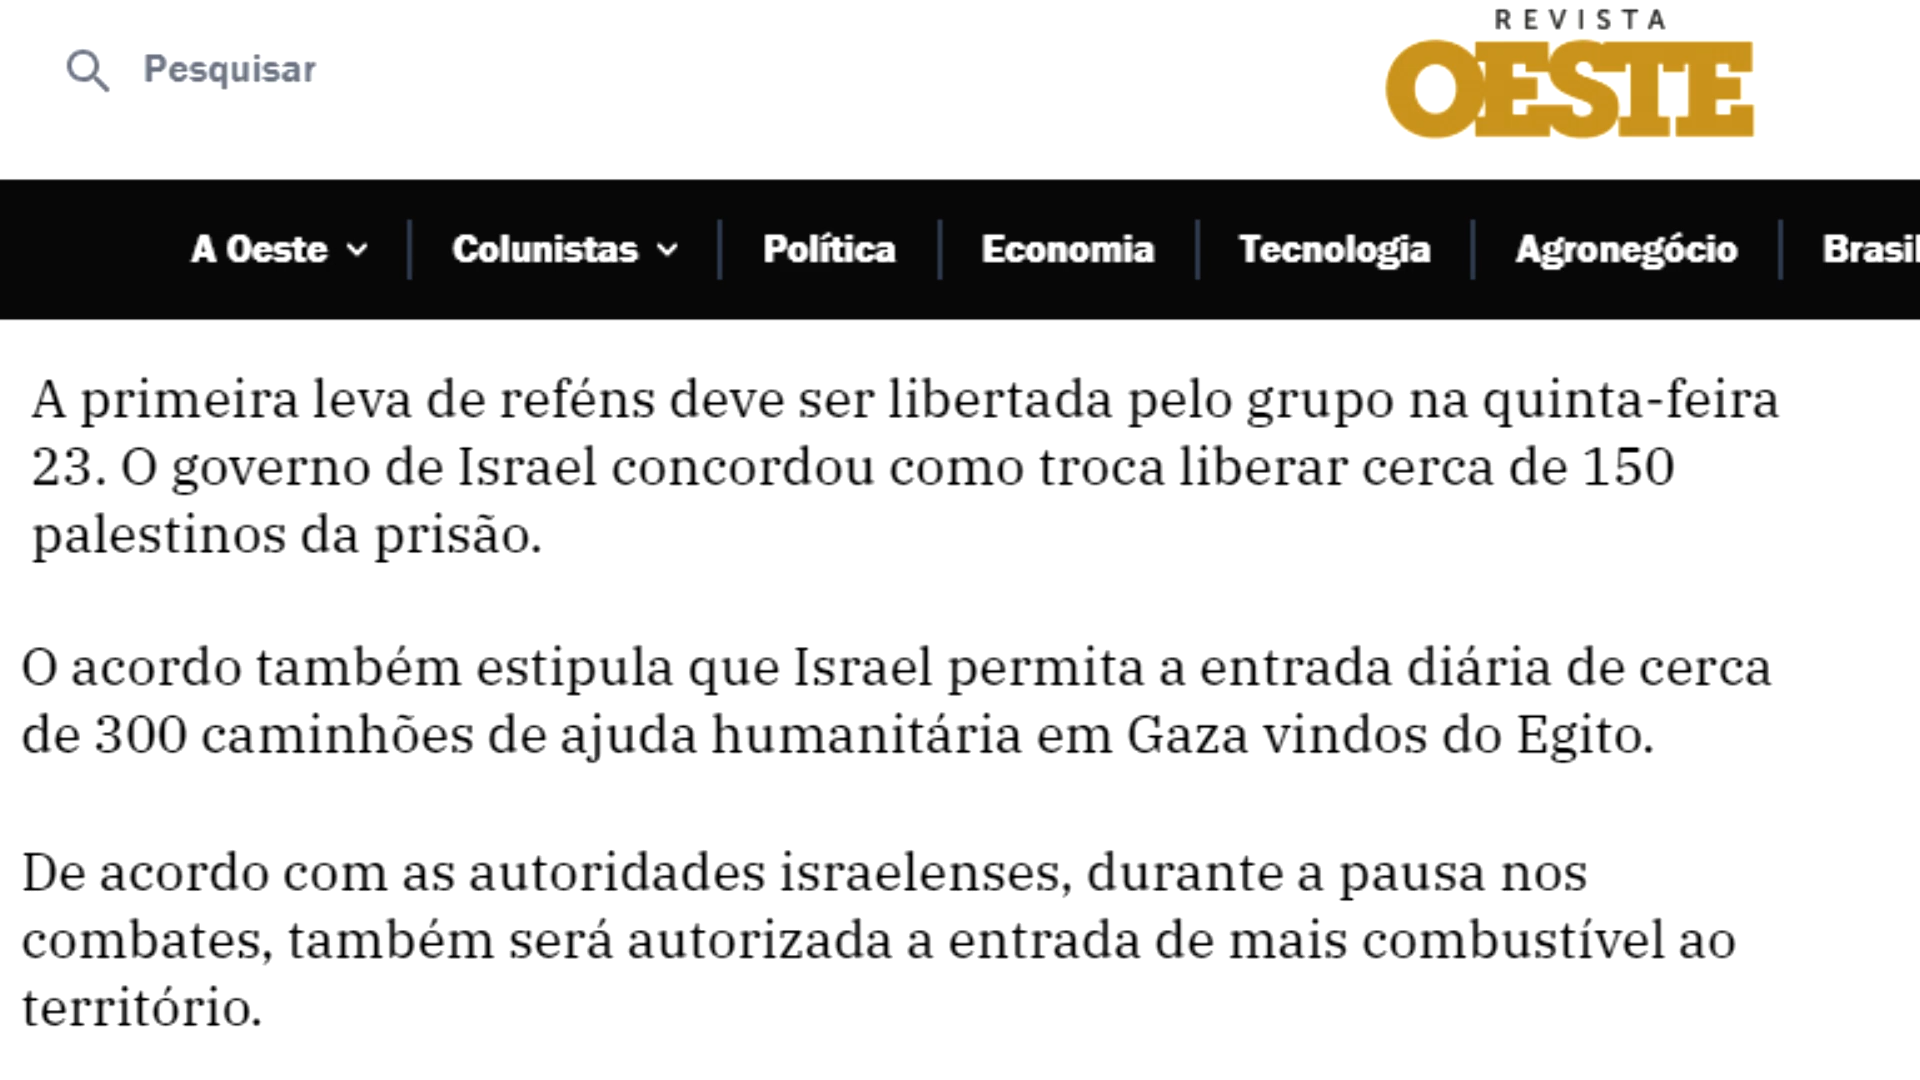 REVISTA
Pesquisar
OESTE
A Oeste
Colunistas
Política
Economia
Tecnologia
Agronegócio
Brasil
A primeira leva de reféns deve ser libertada pelo grupo na quinta-feira
23. O governo de Israel concordou como troca liberar cerca de 150
palestinos da prisão.
O acordo também estipula que Israel permita a entrada diária de cerca
de 300 caminhões de ajuda humanitária em Gaza vindos do Egito.
De acordo com as autoridades israelenses, durante a pausa nos
combates, também será autorizada a entrada de mais combustível ao
território.